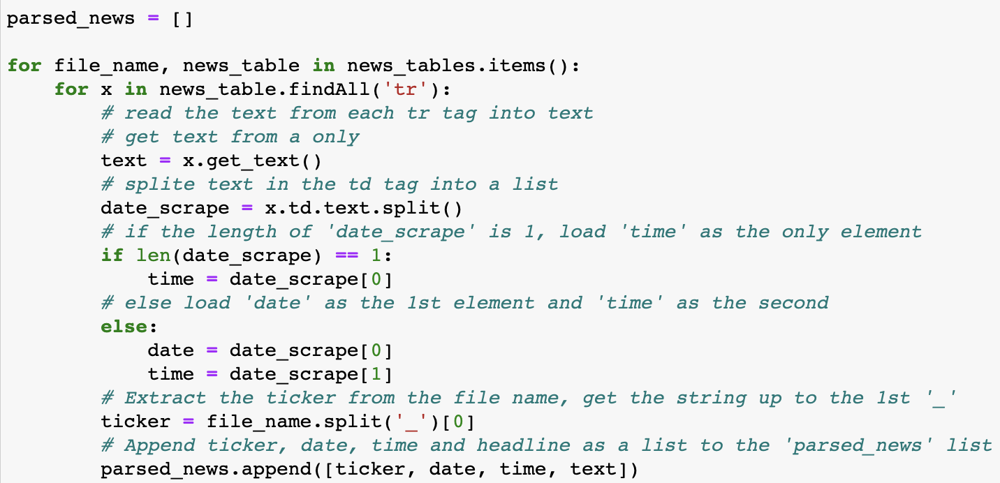 parsed_news = []
for file_name, news_table in news_tables.items():
    for x in news_table.findAll('tr'):
        # read the text from each tr tag into text
        # get text from a only
        text = x.get_text()
        # splite text in the td tag into a list
        date_scrape = x.td.text.split()
        # if the length of 'date_scrape' is 1, load 'time' as the only element
        if len(date_scrape) == 1:
            time = date_scrape[0]
        # else load 'date' as the 1st element and 'time' as the second
        else:
            date = date_scrape[0]
            time = date_scrape[1]
        # Extract the ticker from the file name, get the string up to the 1st '_'
        ticker = file_name.split('_')[0]
        # Append ticker, date, time and headline as a list to the 'parsed_news' list
        parsed_news.append([ticker, date, time, text])